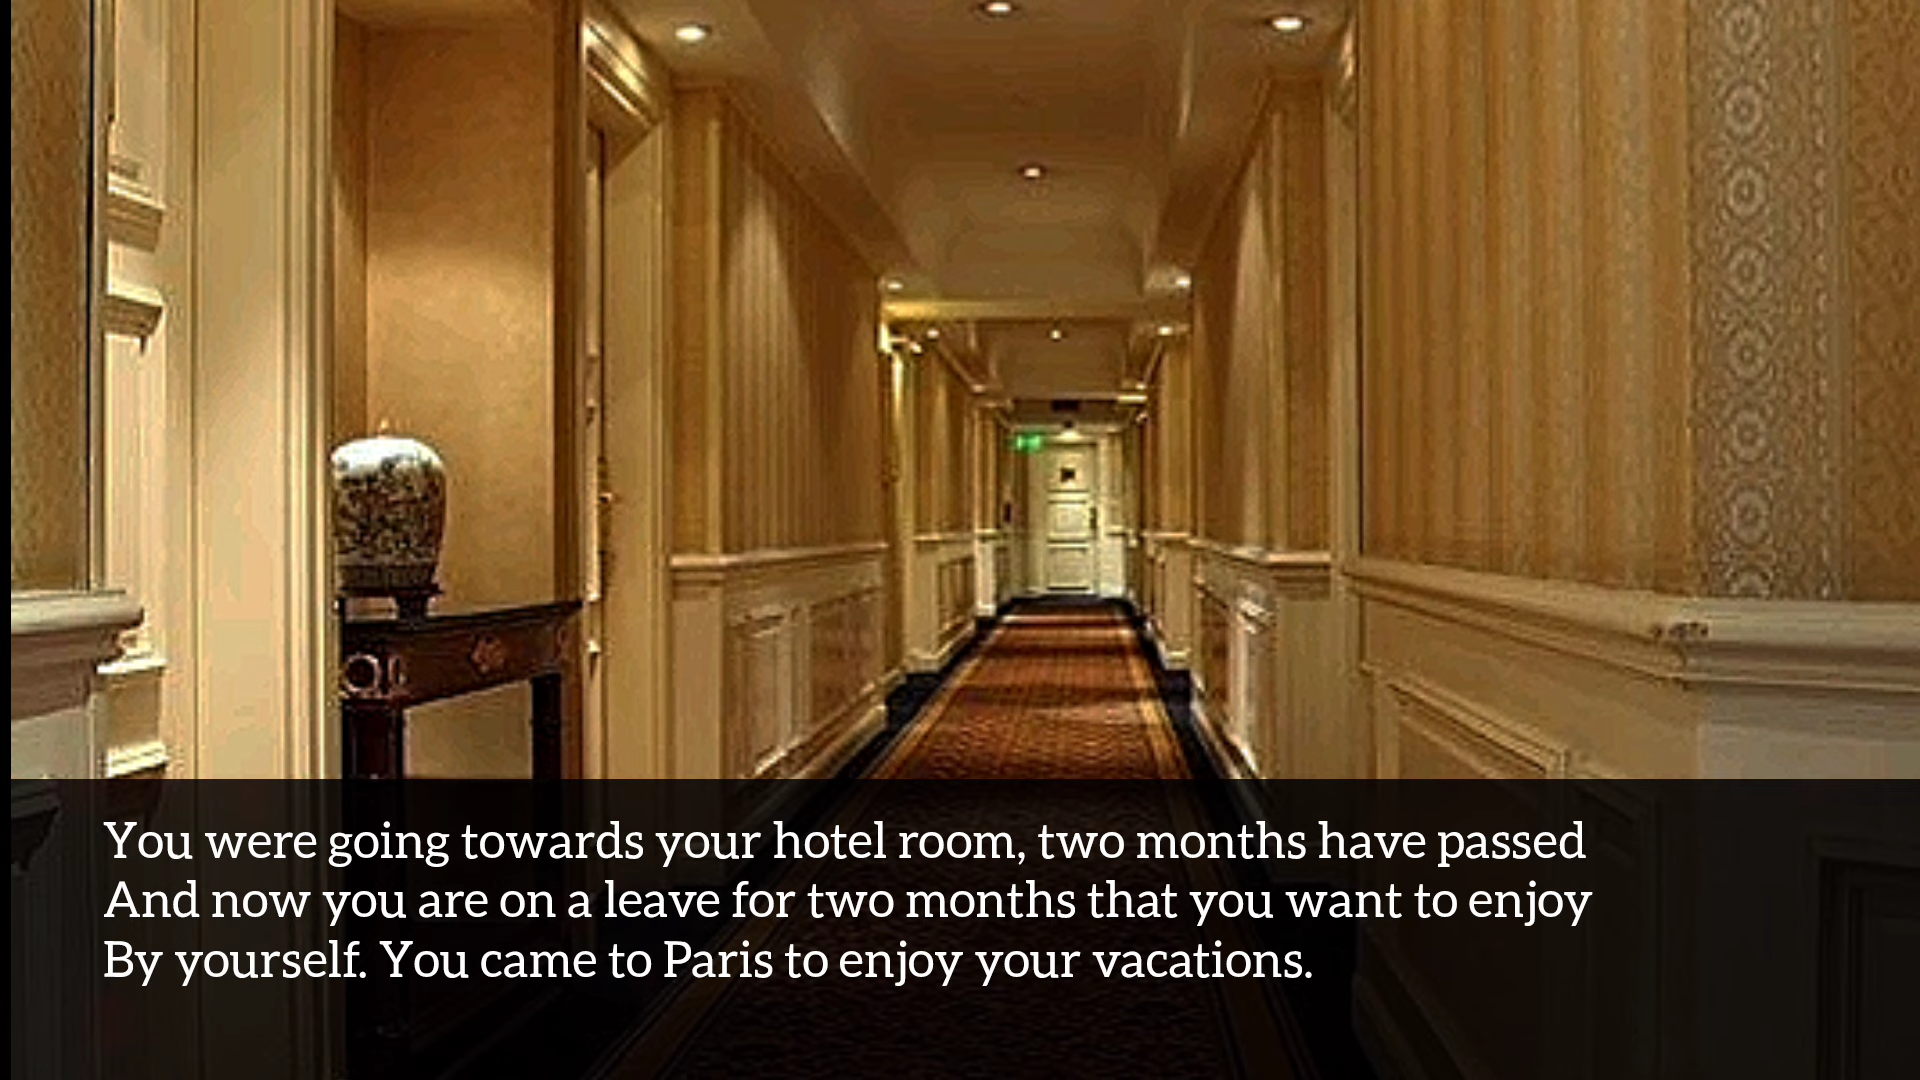 You were going towards your hotel room, two months have passed
And now you are on a leave for two months that you want to enjoy
By yourself. You came to Paris to enjoy your vacations.